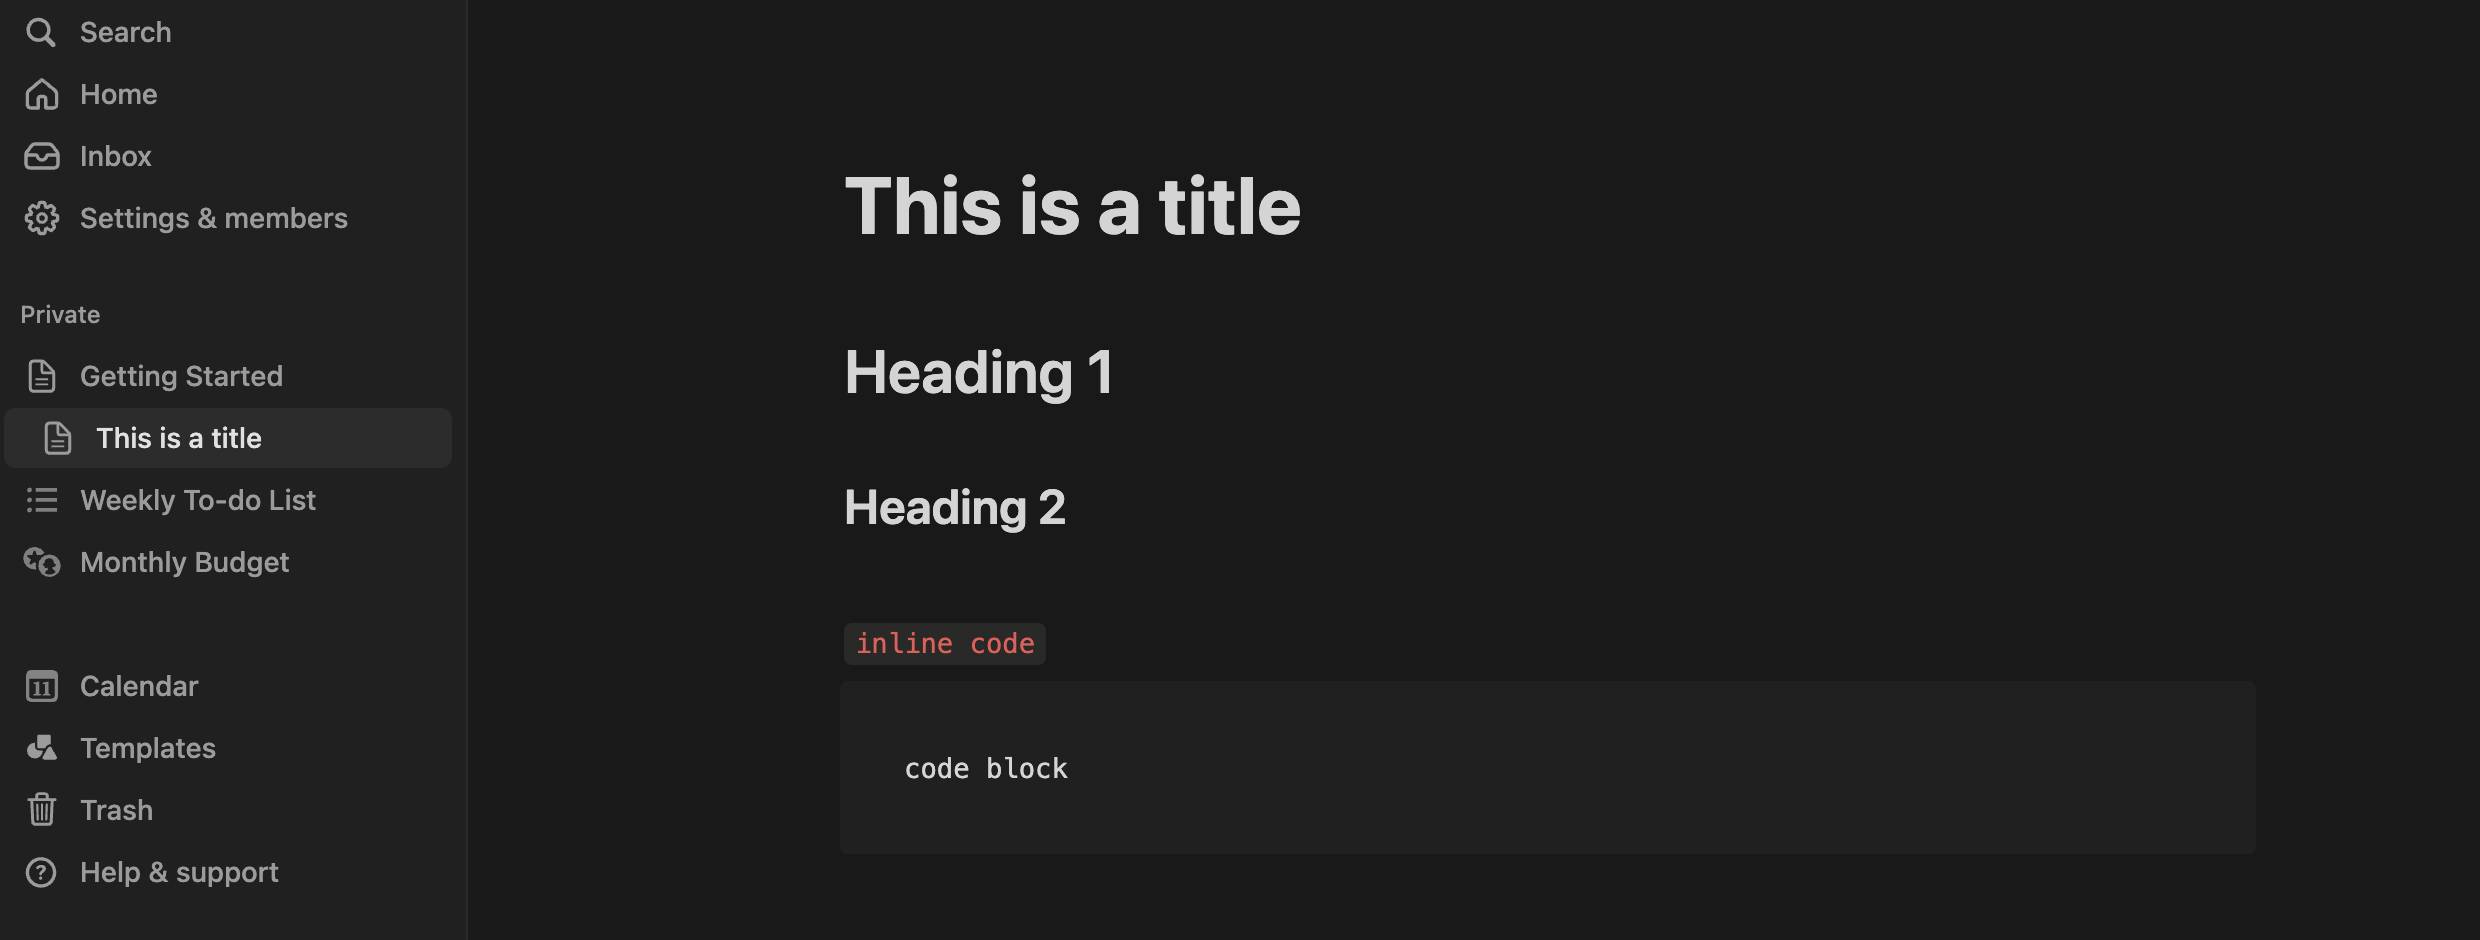 Search
Home
Inbox
Settings & members
Private
Getting Started
This is a title
Weekly To-do List
Monthly Budget
11
Calendar
Templates
Trash
?
Help & support
This is a title
Heading 1
Heading 2
inline code
code block